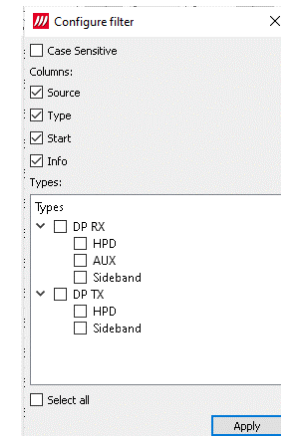 Configure filter
Case Sensitive
Columns:
Source
Type
Start
Info
Types:
Types
DP RX
HPD
AUX
Sideband
DP TX
HPD
Sideband
Select all
Apply